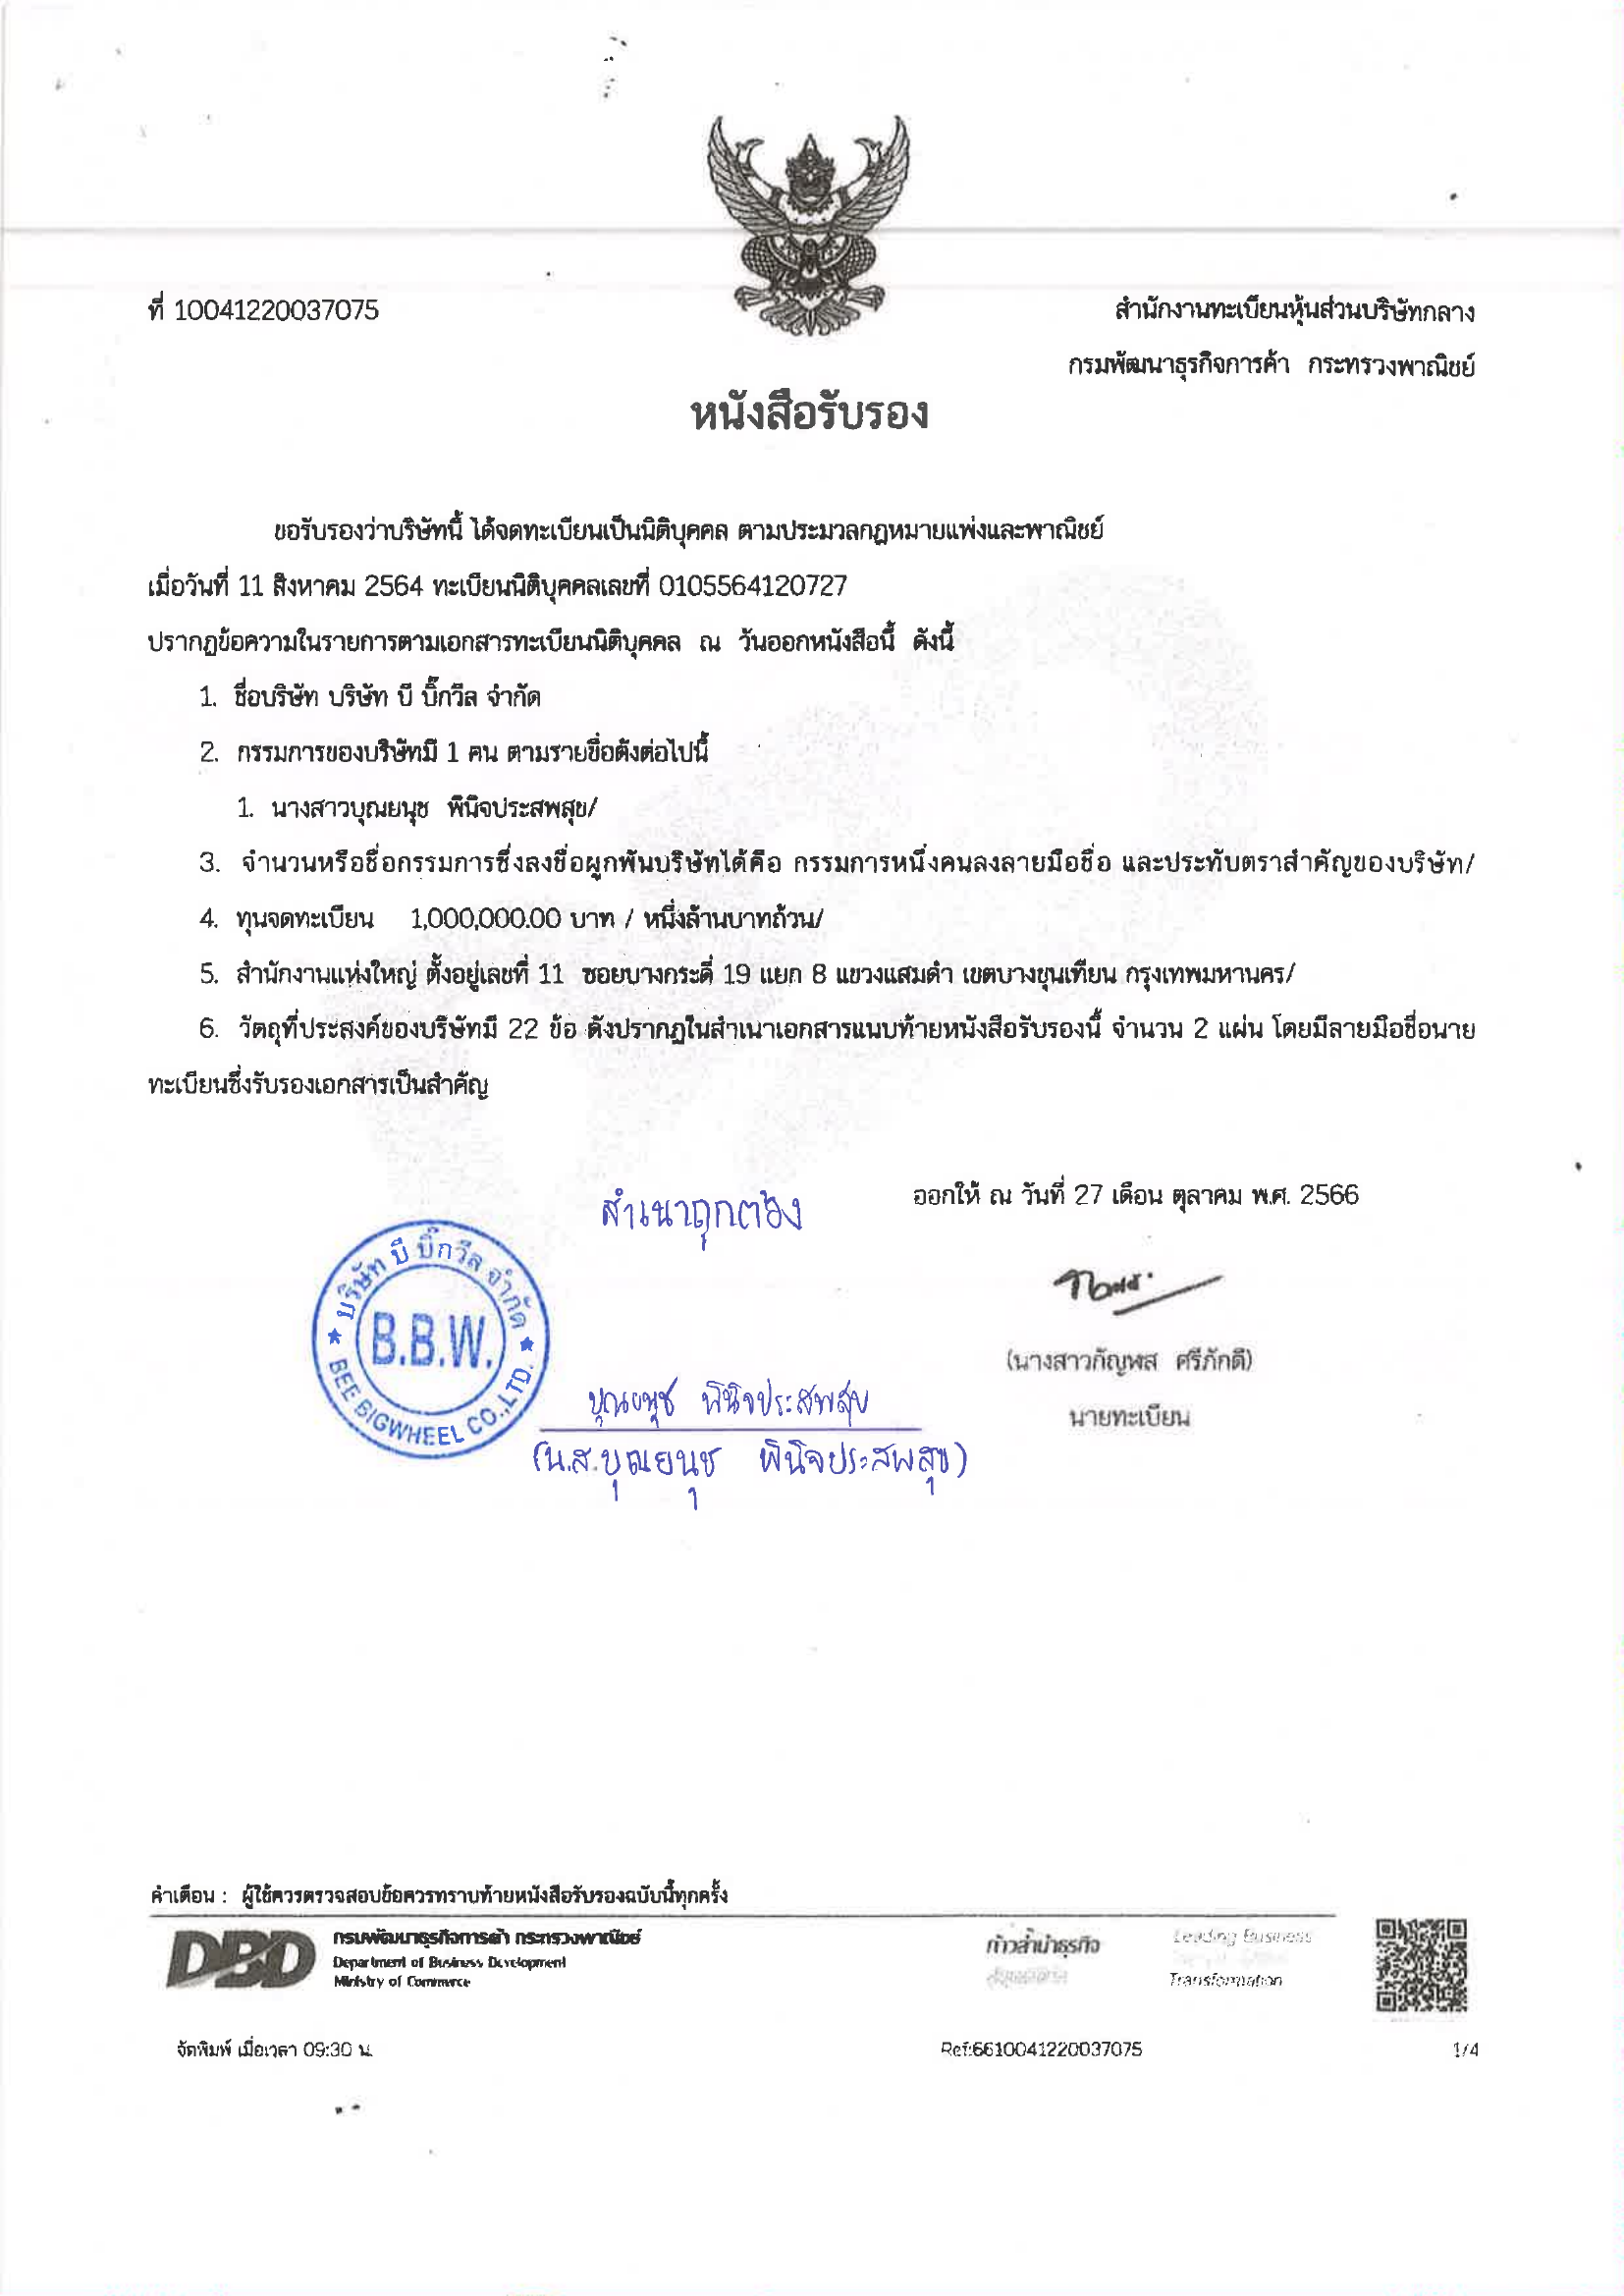 ที่ 10041220037075
สำนักงานทะเบียนหุ้นส่วนบริษัทกลาง
กรมพัฒนาธุรกิจการค้า กระทรวงพาณิชย์
หนังสือรับรอง
ขอรับรองว่าบริษัทนี้ ได้จดทะเบียนเป็นนิติบุคคล ตามประมวลกฎหมายแพ่งและพาณิชย์
เมื่อวันที่ 11 สิงหาคม 2564 ทะเบียนนิติบุคคลเลขที่ 0105564120727
ปรากฏข้อความในรายการตามเอกสารทะเบียนนิติบุคคล ณ วันออกหนังสือนี้ ดังนี้
1. ชื่อบริษัท บริษัท บี บิ๊กวีล จำกัด
2. กรรมการของบริษัทมี 1 คน ตามรายชื่อดังต่อไปนี้
1. นางสาวบุณยนุช พินิจประสพสุข/
3. จำนวนหรือชื่อกรรมการซึ่งลงชื่อผูกพันบริษัทได้คือ กรรมการหนึ่งคนลงลายมือชื่อ และประทับตราสำคัญของบริษัท/
4. ทุนจดทะเบียน 1,000,000.00 บาท / หนึ่งล้านบาทถ้วน/
5. สำนักงานแห่งใหญ่ ตั้งอยู่เลขที่ 11 ซอยบางกระดี่ 19 แยก 8 แขวงแสมดำ เขตบางขุนเทียน กรุงเทพมหานคร/
6. วัตถุที่ประสงค์ของบริษัทมี 22 ข้อ ดังปรากฏในสำเนาเอกสารแนบท้ายหนังสือรับรองนี้ จำนวน 2 แผ่น โดยมีลายมือชื่อนาย
ทะเบียนซึ่งรับรองเอกสารเป็นสำคัญ
ออกให้ ณ วันที่ 27 เดือน ตุลาคม พ.ศ. 2566
สำเนาถูกต้อง
บริษัท บี บิ๊กวีล จำกัด
B.B.W.
BEE BIGWHEEL CO.,LTD.
(นางสาวกัญพส ศรีภักดี)
นายทะเบียน
บุณยนุช พินิจประสพสุข
(น.ส.บุณยนุช พินิจประสพสุข)
คำเตือน : ผู้ใช้ควรตรวจสอบข้อควรทราบท้ายหนังสือรับรองฉบับนี้ทุกครั้ง
DBD
กรมพัฒนาธุรกิจการค้า กระทรวงพาณิชย์
Department of Business Development
Ministry of Commerce
ก้าวล้ำนำธุรกิจ
Leading Business
Transformation
จัดพิมพ์ เมื่อเวลา 09:30 น.
Ref:6610041220037075
1/4